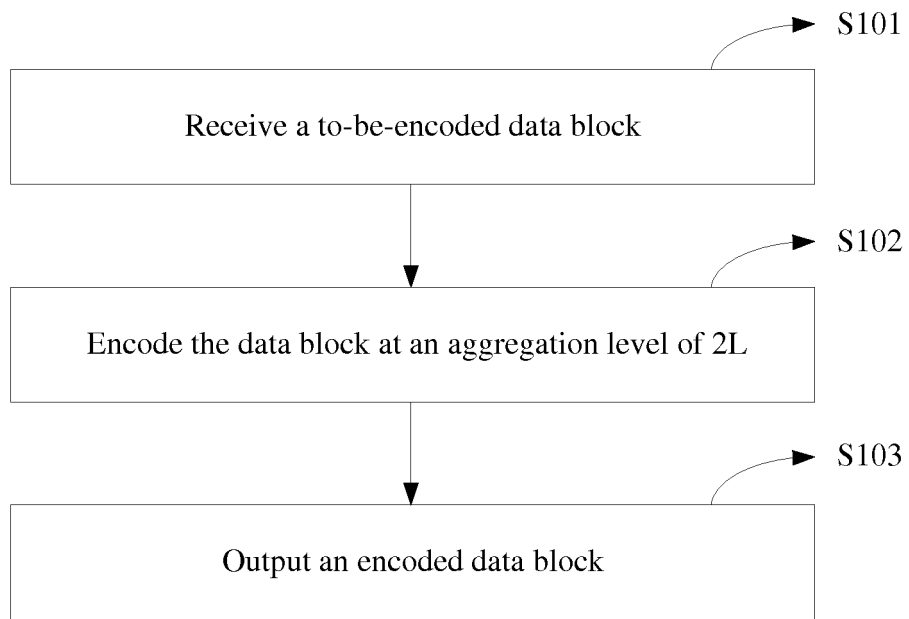 S101
Receive a to-be-encoded data block
S102
Encode the data block at an aggregation level of 2L
S103
Output an encoded data block